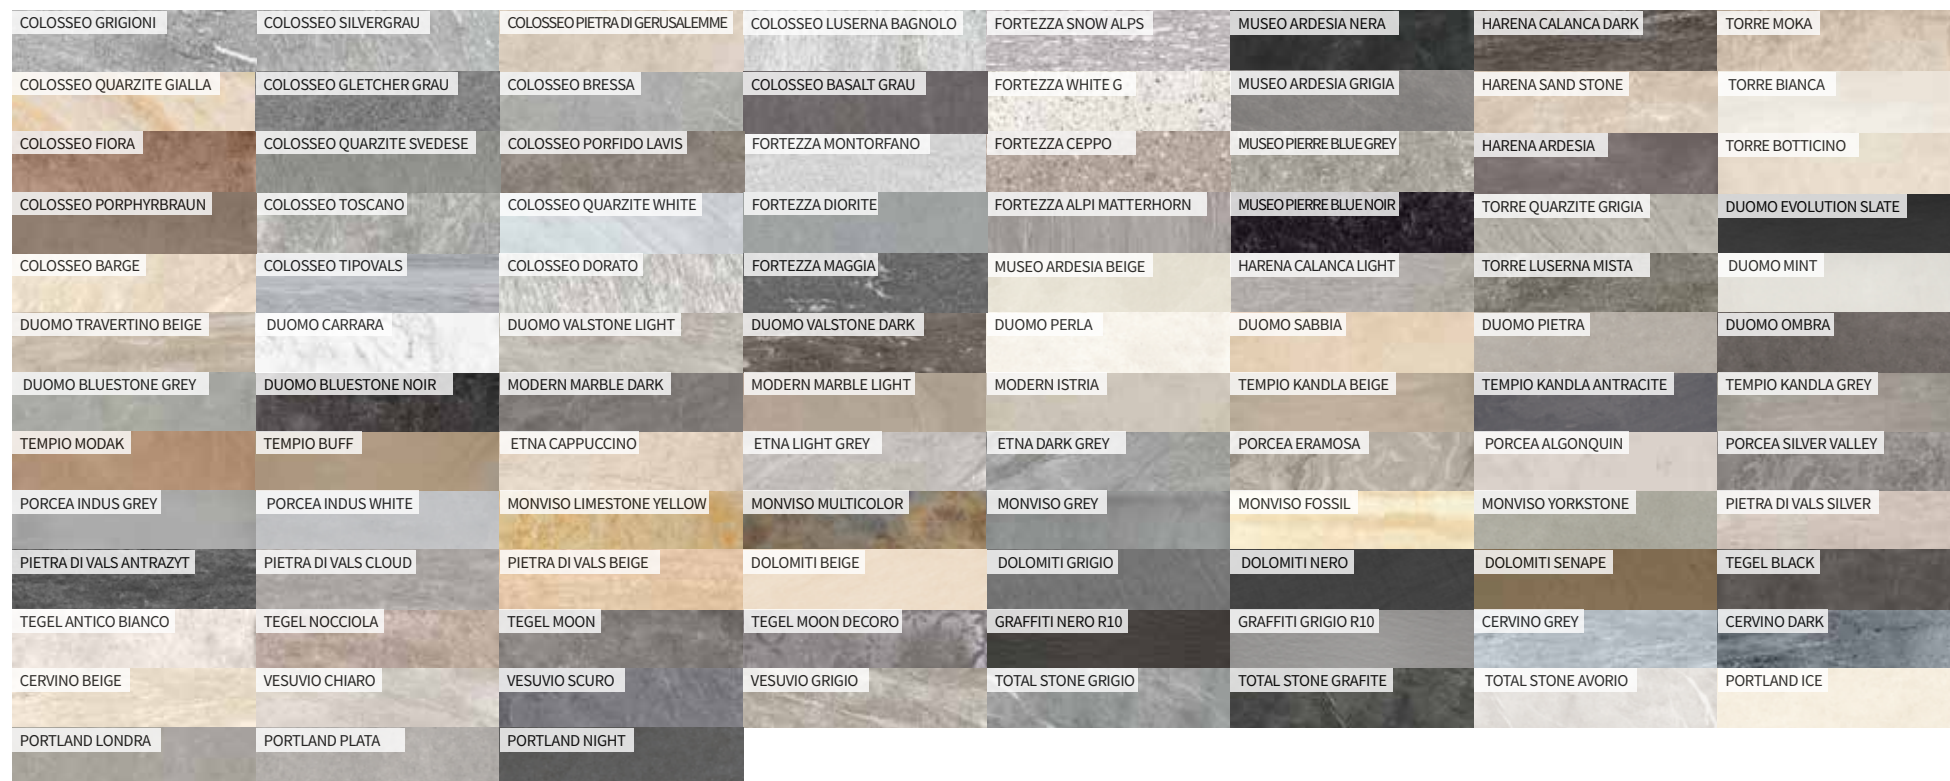 COLOSSEO GRIGIONI
COLOSSEO SILVERGRAU
COLOSSEO PIETRA DI GERUSALEMME
COLOSSEO LUSERNA BAGNOLO
FORTEZZA SNOW ALPS
MUSEO ARDESIA NERA
HARENA CALANCA DARK
TORRE MOKA
COLOSSEO QUARZITE GIALLA
COLOSSEO GLETCHER GRAU
COLOSSEO BRESSA
COLOSSEO BASALT GRAU
FORTEZZA WHITE G
MUSEO ARDESIA GRIGIA
HARENA SAND STONE
TORRE BIANCA
COLOSSEO FIORA
COLOSSEO QUARZITE SVEDESE
COLOSSEO PORFIDO LAVIS
FORTEZZA MONTORFANO
FORTEZZA CEPPO
MUSEO PIERRE BLUE GREY
HARENA ARDESIA
TORRE BOTTICINO
COLOSSEO PORPHYRBRAUN
COLOSSEO TOSCANO
COLOSSEO QUARZITE WHITE
FORTEZZA DIORITE
FORTEZZA ALPI MATTERHORN
MUSEO PIERRE BLUE NOIR
TORRE QUARZITE GRIGIA
DUOMO EVOLUTION SLATE
COLOSSEO BARGE
COLOSSEO TIPOVALS
COLOSSEO DORATO
FORTEZZA MAGGIA
MUSEO ARDESIA BEIGE
HARENA CALANCA LIGHT
TORRE LUSERNA MISTA
DUOMO MINT
DUOMO TRAVERTINO BEIGE
DUOMO CARRARA
DUOMO VALSTONE LIGHT
DUOMO VALSTONE DARK
DUOMO PERLA
DUOMO SABBIA
DUOMO PIETRA
DUOMO OMBRA
DUOMO BLUESTONE GREY
DUOMO BLUESTONE NOIR
MODERN MARBLE DARK
MODERN MARBLE LIGHT
MODERN ISTRIA
TEMPIO KANDLA BEIGE
TEMPIO KANDLA ANTRACITE
TEMPIO KANDLA GREY
TEMPIO MODAK
TEMPIO BUFF
ETNA CAPPUCCINO
ETNA LIGHT GREY
ETNA DARK GREY
PORCEA ERAMOSA
PORCEA ALGONQUIN
PORCEA SILVER VALLEY
PORCEA INDUS GREY
PORCEA INDUS WHITE
MONVISO LIMESTONE YELLOW
MONVISO MULTICOLOR
MONVISO GREY
MONVISO FOSSIL
MONVISO YORKSTONE
PIETRA DI VALS SILVER
PIETRA DI VALS ANTRAZYT
PIETRA DI VALS CLOUD
PIETRA DI VALS BEIGE
DOLOMITI BEIGE
DOLOMITI GRIGIO
DOLOMITI NERO
DOLOMITI SENAPE
TEGEL BLACK
TEGEL ANTICO BIANCO
TEGEL NOCCIOLA
TEGEL MOON
TEGEL MOON DECORO
GRAFFITI NERO R10
GRAFFITI GRIGIO R10
CERVINO GREY
CERVINO DARK
CERVINO BEIGE
VESUVIO CHIARO
VESUVIO SCURO
VESUVIO GRIGIO
TOTAL STONE GRIGIO
TOTAL STONE GRAFITE
TOTAL STONE AVORIO
PORTLAND ICE
PORTLAND LONDRA
PORTLAND PLATA
PORTLAND NIGHT